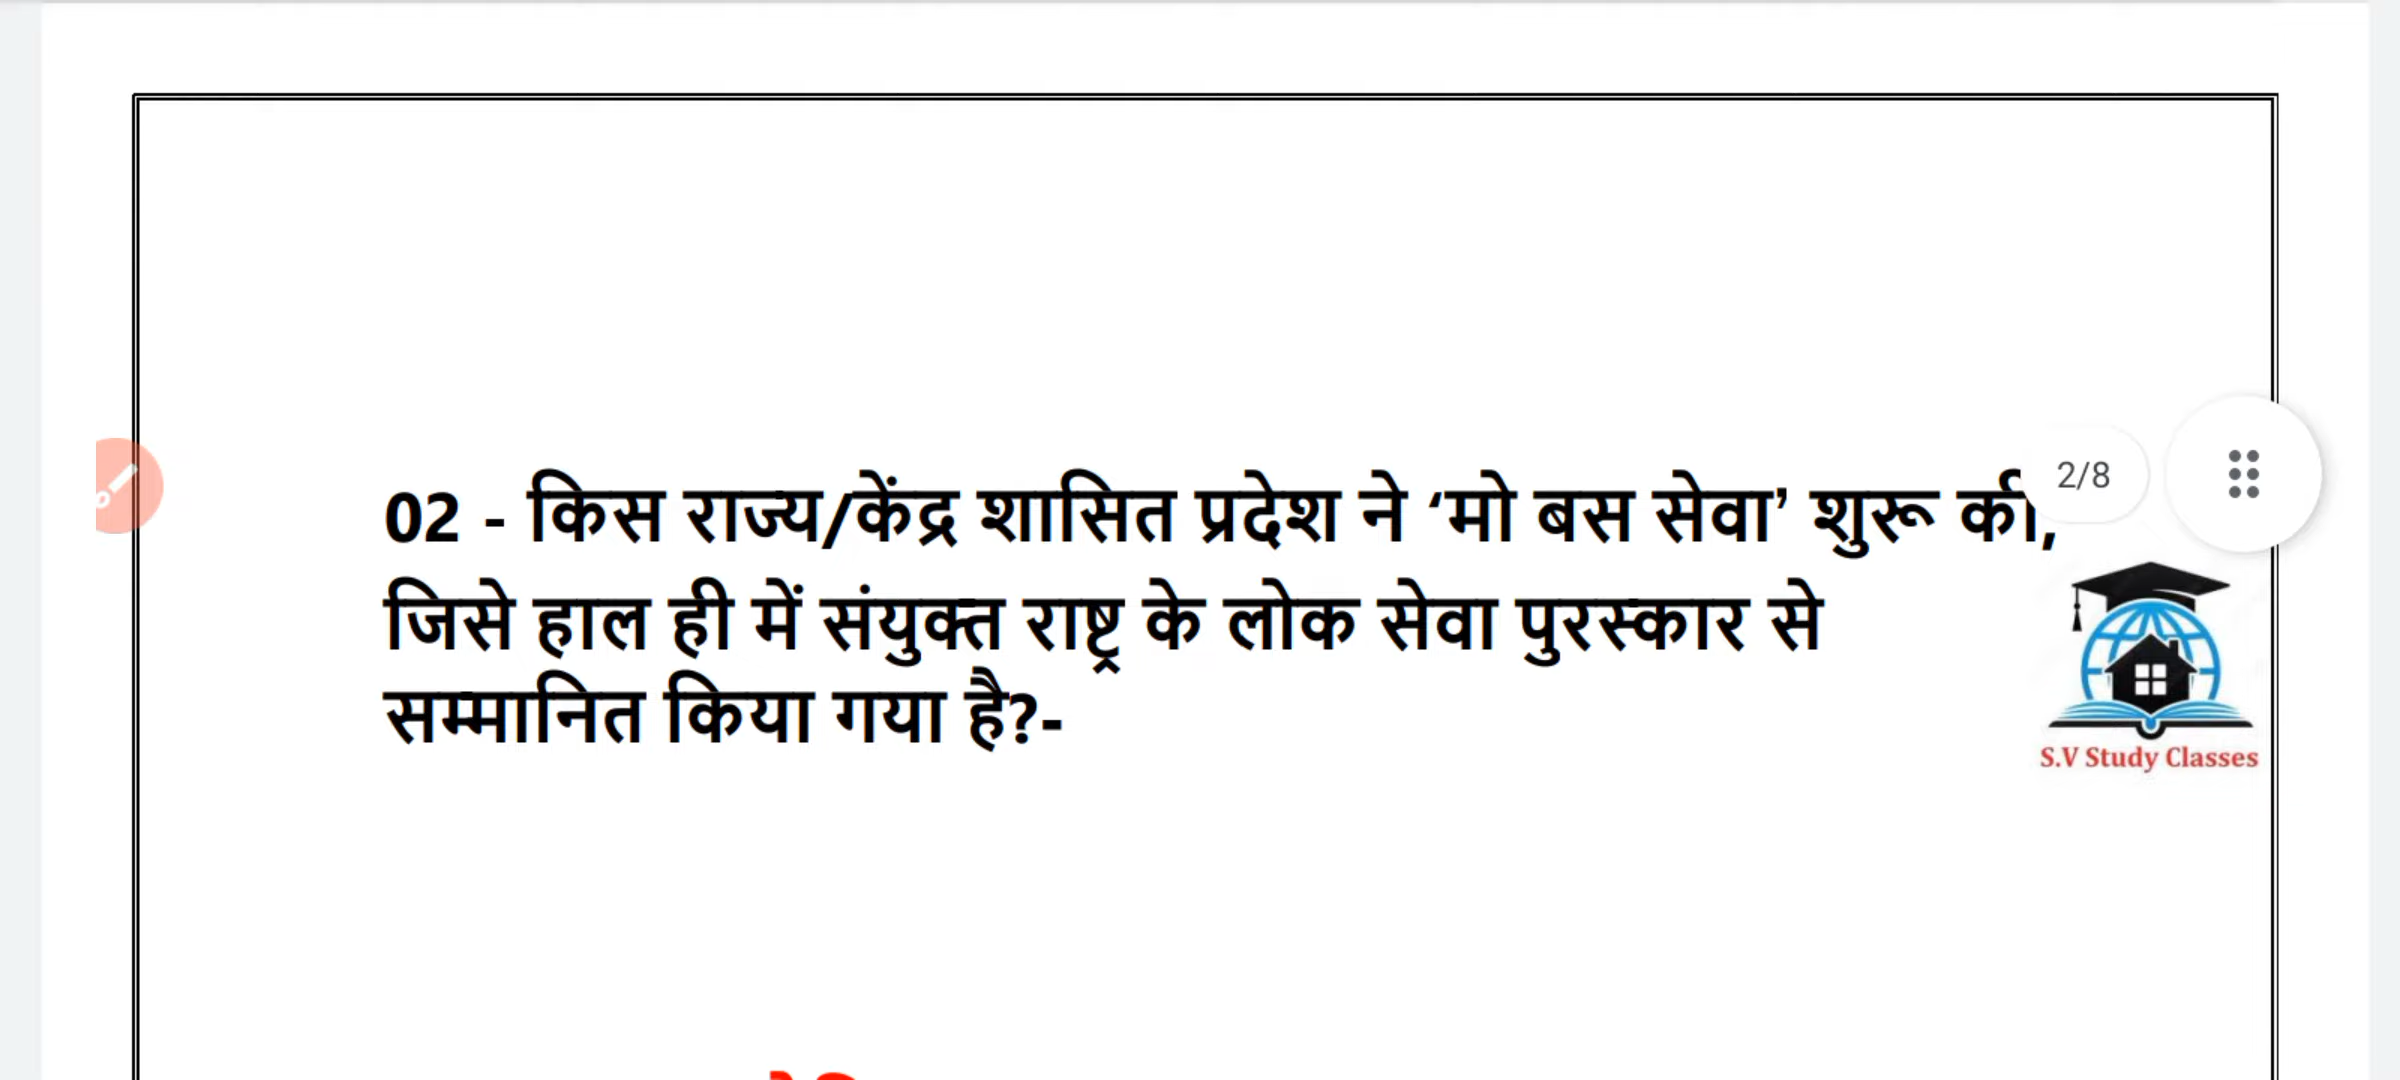 02 - किस राज्य/केंद्र शासित प्रदेश ने ‘मो बस सेवा’ शुरू की,
2/8
जिसे हाल ही में संयुक्त राष्ट्र के लोक सेवा पुरस्कार से
सम्मानित किया गया है?-
S.V Study Classes